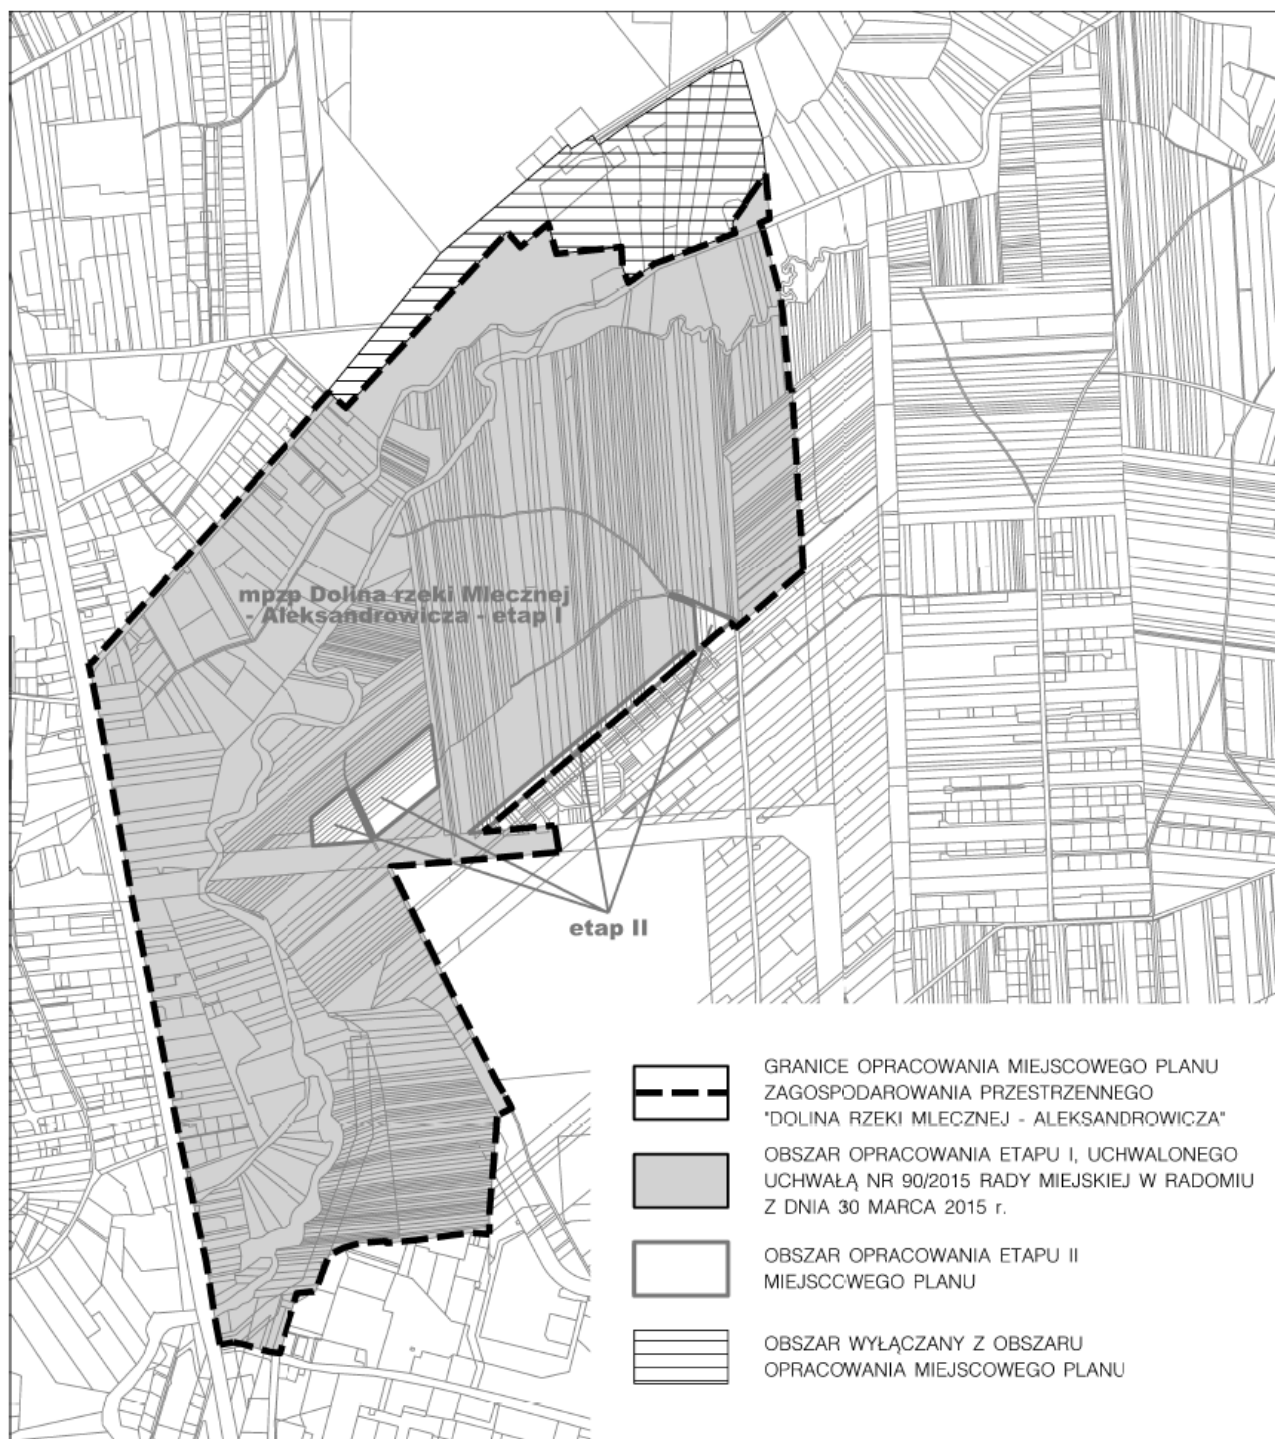 mpzp Dolina rzeki Mlecznej
- Aleksandrowicza - etap I
etap II
GRANICE OPRACOWANIA MIEJSCOWEGO PLANU
ZAGOSPODAROWANIA PRZESTRZENNEGO
"DOLINA RZEKI MLECZNEJ - ALEKSANDROWICZA"
OBSZAR OPRACOWANIA ETAPU I, UCHWALONEGO
UCHWAŁĄ NR 90/2015 RADY MIEJSKIEJ W RADOMIU
Z DNIA 30 MARCA 2015 r.
OBSZAR OPRACOWANIA ETAPU II
MIEJSCOWEGO PLANU
OBSZAR WYŁĄCZANY Z OBSZARU
OPRACOWANIA MIEJSCOWEGO PLANU